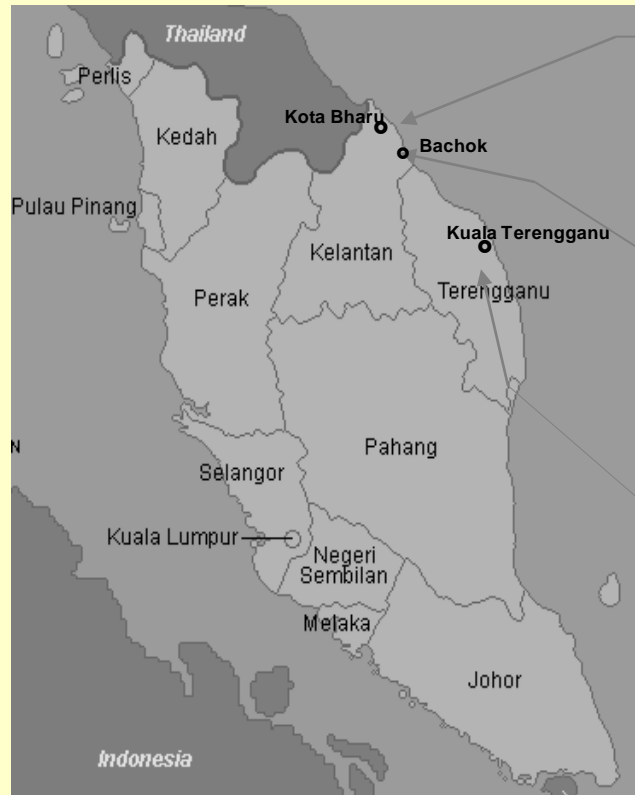 Thailand
Perlis
Kota Bharu
Kedah
Bachok
Pulau Pinang
Kuala Terengganu
Kelantan
Terengganu
Perak
Pahang
N
Selangor
Kuala Lumpur
Negeri
Sembilan
Melaka
Johor
Indonesia